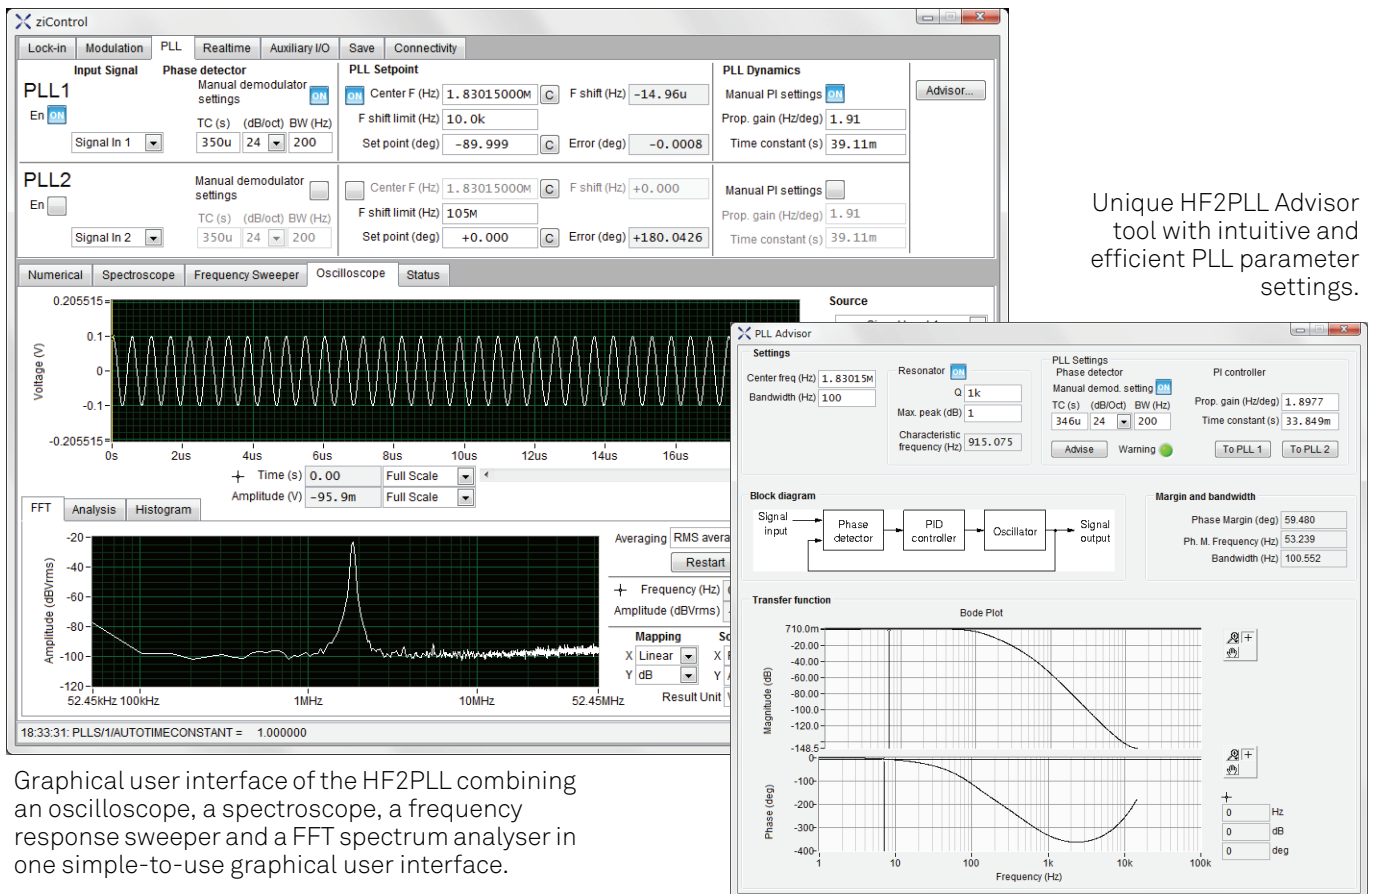 ziControl
Lock-in Modulation PLL Realtime Auxiliary I/O Save Connectivity
Input Signal Phase detector PLL Setpoint PLL Dynamics
PLL1 Manual demodulator settings ON ON Center F (Hz) 1.83015000M C F shift (Hz) -14.96u Manual PI settings ON Advisor...
En ON F shift limit (Hz) 10.0k Prop. gain (Hz/deg) 1.91
TC (s) (dB/oct) BW (Hz)
Signal In 1 350u 24 200 Set point (deg) -89.999 C Error (deg) -0.0008 Time constant (s) 39.11m
PLL2 Manual demodulator settings Center F (Hz) 1.83015000M C F shift (Hz) +0.000 Manual PI settings
En F shift limit (Hz) 105M Prop. gain (Hz/deg) 1.91
TC (s) (dB/oct) BW (Hz)
Signal In 2 350u 24 200 Set point (deg) +0.000 C Error (deg) +180.0426 Time constant (s) 39.11m
Numerical Spectroscope Frequency Sweeper Oscilloscope Status
0.205515 Source
0.1
Voltage (V)
0
-0.1
-0.205515
0s 2us 4us 6us 8us 10us 12us 14us 16us
Time (s) 0.00 Full Scale
Amplitude (V) -95.9m Full Scale
FFT Analysis Histogram
-20 Averaging RMS avera
-40 Restart
-60 Frequency (Hz)
Amplitude (dBVrms) Amplitude (dBVrms)
-80 Mapping
-100 X Linear X
Y dB Y
-120 Result Unit
52.45kHz 100kHz 1MHz 10MHz 52.45MHz
18:33:31: PLLS/1/AUTOTIMECONSTANT = 1.000000
Unique HF2PLL Advisor
tool with intuitive and
efficient PLL parameter
settings.
PLL Advisor
Settings
Center freq (Hz) 1.83015M
Bandwidth (Hz) 100
Resonator ON
Q 1k
Max. peak (dB) 1
Characteristic
frequency (Hz) 915.075
PLL Settings
Phase detector PI controller
Manual demod. setting ON
TC (s) (dB/Oct) BW (Hz) Prop. gain (Hz/deg) 1.8977
346u 24 200 Time constant (s) 33.849m
Advise Warning To PLL 1 To PLL 2
Block diagram
Signal input
Phase detector
PID controller
Oscillator
Signal output
Margin and bandwidth
Phase Margin (deg) 59.480
Ph. M. Frequency (Hz) 53.239
Bandwidth (Hz) 100.552
Transfer function
Bode Plot
710.0m
-20.00
-40.00
-60.00
-80.00
-100.0
-120.0
-148.5
Magnitude (dB)
0
-100
-200
-300
-400
Phase (deg)
1 10 100 1k 10k 100k
Frequency (Hz)
0 Hz
0 dB
0 deg
Graphical user interface of the HF2PLL combining
an oscilloscope, a spectroscope, a frequency
response sweeper and a FFT spectrum analyser in
one simple-to-use graphical user interface.